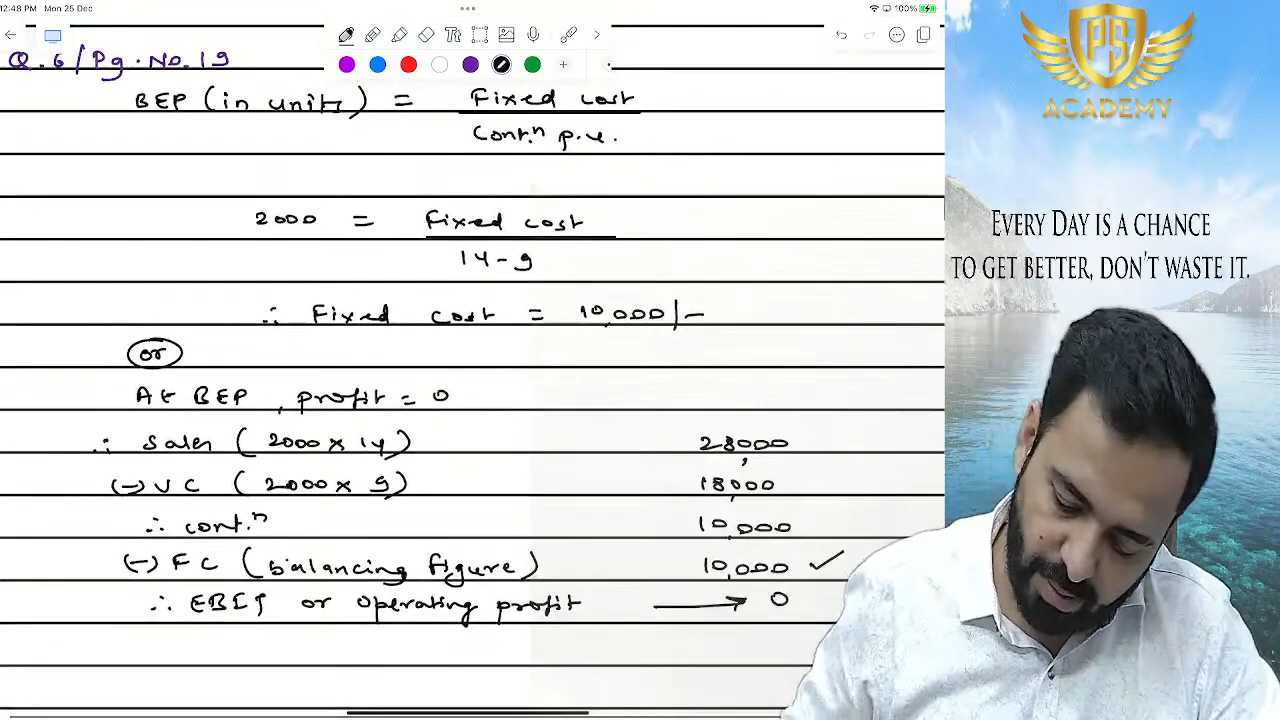 12:48 PM Mon 25 Dec
100%
Q.6/Pg.No.19
BEP (in units) = Fixed cost
Cont.ⁿ p.u.
2000 = Fixed cost
14-9
∴ Fixed cost = 10,000/-
or
At BEP, profit = 0
∴ Sales (2000 x 14) 28,000
(-) VC (2000 x 9) 18,000
∴ cont.ⁿ 10,000
(-) FC (balancing figure) 10,000 ✓
∴ EBIT or operating profit → 0
PS
ACADEMY
EVERY DAY IS A CHANCE
TO GET BETTER, DON'T WASTE IT.